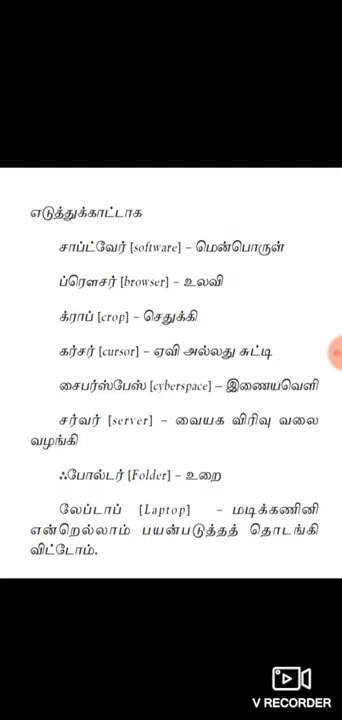 எடுத்துக்காட்டாக
சாப்ட்வேர் [software] – மென்பொருள்
ப்ரௌசர் [browser] – உலவி
க்ராப் [crop] – செதுக்கி
கர்சர் [cursor] – ஏவி அல்லது சுட்டி
சைபர்ஸ்பேஸ் [cyberspace] – இணையவெளி
சர்வர் [server] – வையக விரிவு வலை
வழங்கி
ஃபோல்டர் [Folder] – உறை
லேப்டாப் [Laptop] – மடிக்கணினி
என்றெல்லாம் பயன்படுத்தத் தொடங்கி
விட்டோம்.
V RECORDER